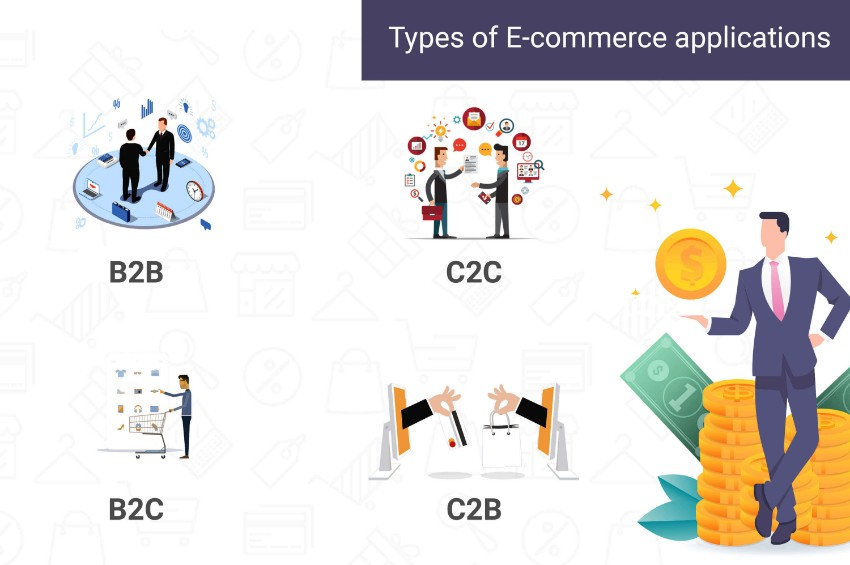 Types of E-commerce applications
B2B
C2C
B2C
C2B